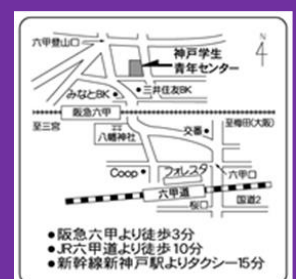 六甲登山口
N
4
神戸学生
青年センター
みなとBK
三井住友BK
阪急六甲
至三宮
八幡神社
交番
至梅田(大阪)
Coop
フォレスタ
六甲口
六甲道
桜口
国道2
●阪急六甲より徒歩3分
●JR六甲道より徒歩10分
●新幹線新神戸駅よりタクシー15分